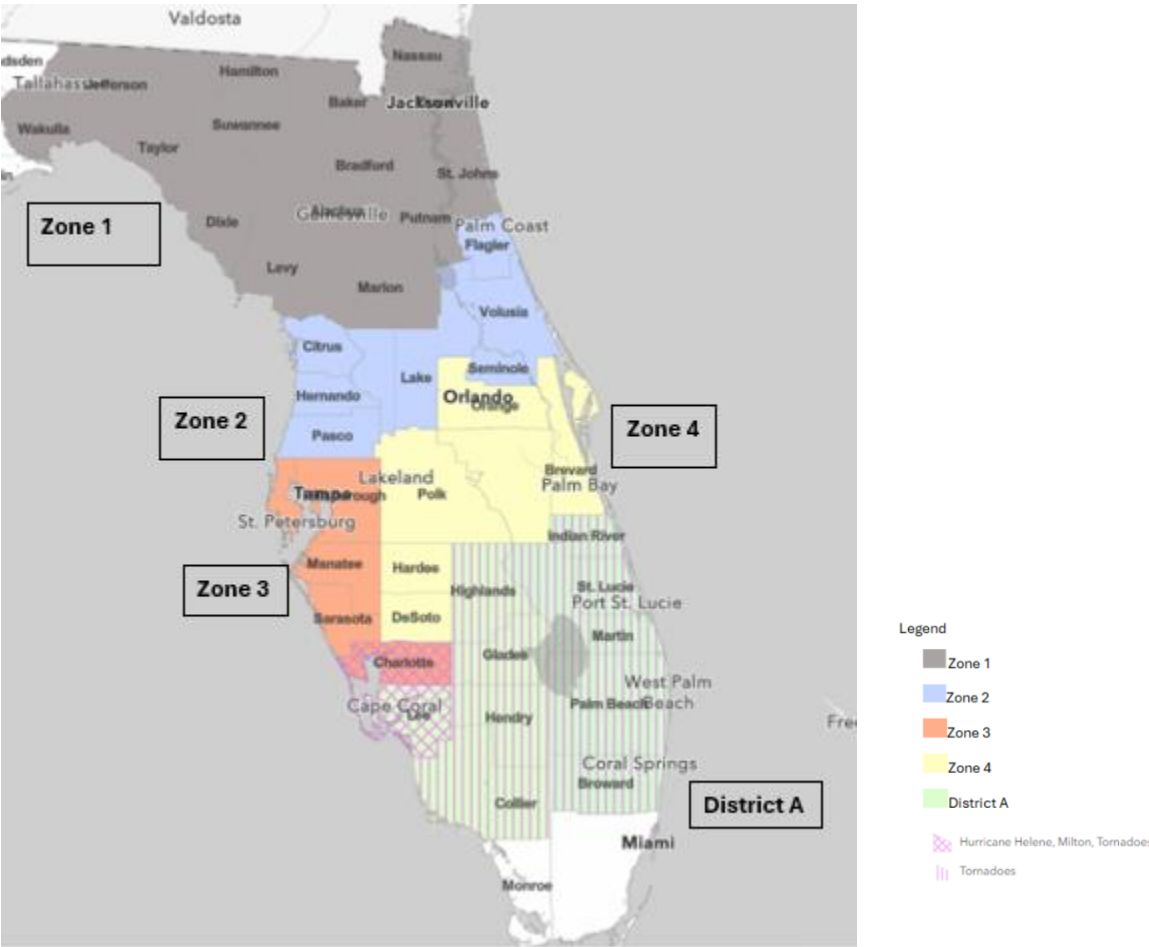 Valdosta
Nassau
dsden
Hamilton
Tallahass
Jefferson
Baker
Jacksonville
Suwannee
Wakulla
Taylor
Bradford
St. Johns
in
Zone 1
Dixie
Gainesville
Putnam
Palm Coast
Flagler
Levy
Marion
Volusia
Citrus
Seminole
Lake
Hernando
Orlando
Orange
Zone 2
Zone 4
Pasco
Brevard
Lakeland
Palm Bay
Tampa
Polk
St. Petersburg
Indian River
Manatee
Hardee
Zone 3
Highlands
St. Lucie
Port St. Lucie
Sarasota
DeSoto
Martin
Charlotte
Glades
West Palm
Beach
Cape Coral
Lee
Hendry
Palm Beach
Free
Coral Springs
Broward
Collier
District A
Miami
Monroe
Legend
Zone 1
Zone 2
Zone 3
Zone 4
District A
Hurricane Helene, Milton, Tornadoes
Tornadoes